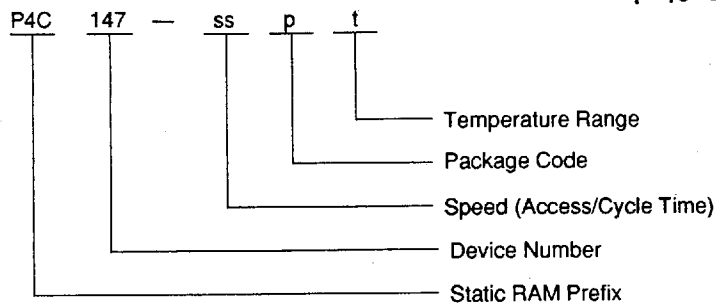 P4C 147 — ss p t
Temperature Range
Package Code
Speed (Access/Cycle Time)
Device Number
Static RAM Prefix